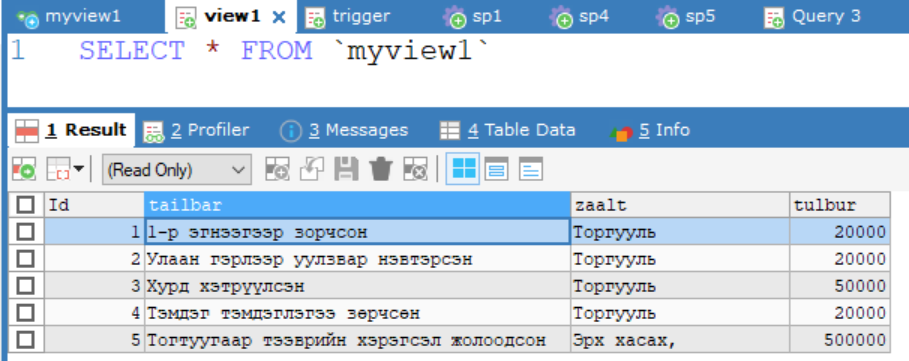 myview1 view1 trigger sp1 sp4 sp5 Query 3
1 SELECT * FROM `myview1`
1 Result 2 Profiler 3 Messages 4 Table Data 5 Info
(Read Only)
Id tailbar zaalt tulbur
1 1-р эгнээгээр зорчсон Торгууль 20000
2 Улаан гэрлээр уулзвар нэвтэрсэн Торгууль 20000
3 Хурд хэтрүүлсэн Торгууль 50000
4 Тэмдэг тэмдэглэгээ зөрчсөн Торгууль 20000
5 Тогтуугаар тээврийн хэрэгсэл жолоодсон Эрх хасах, 500000